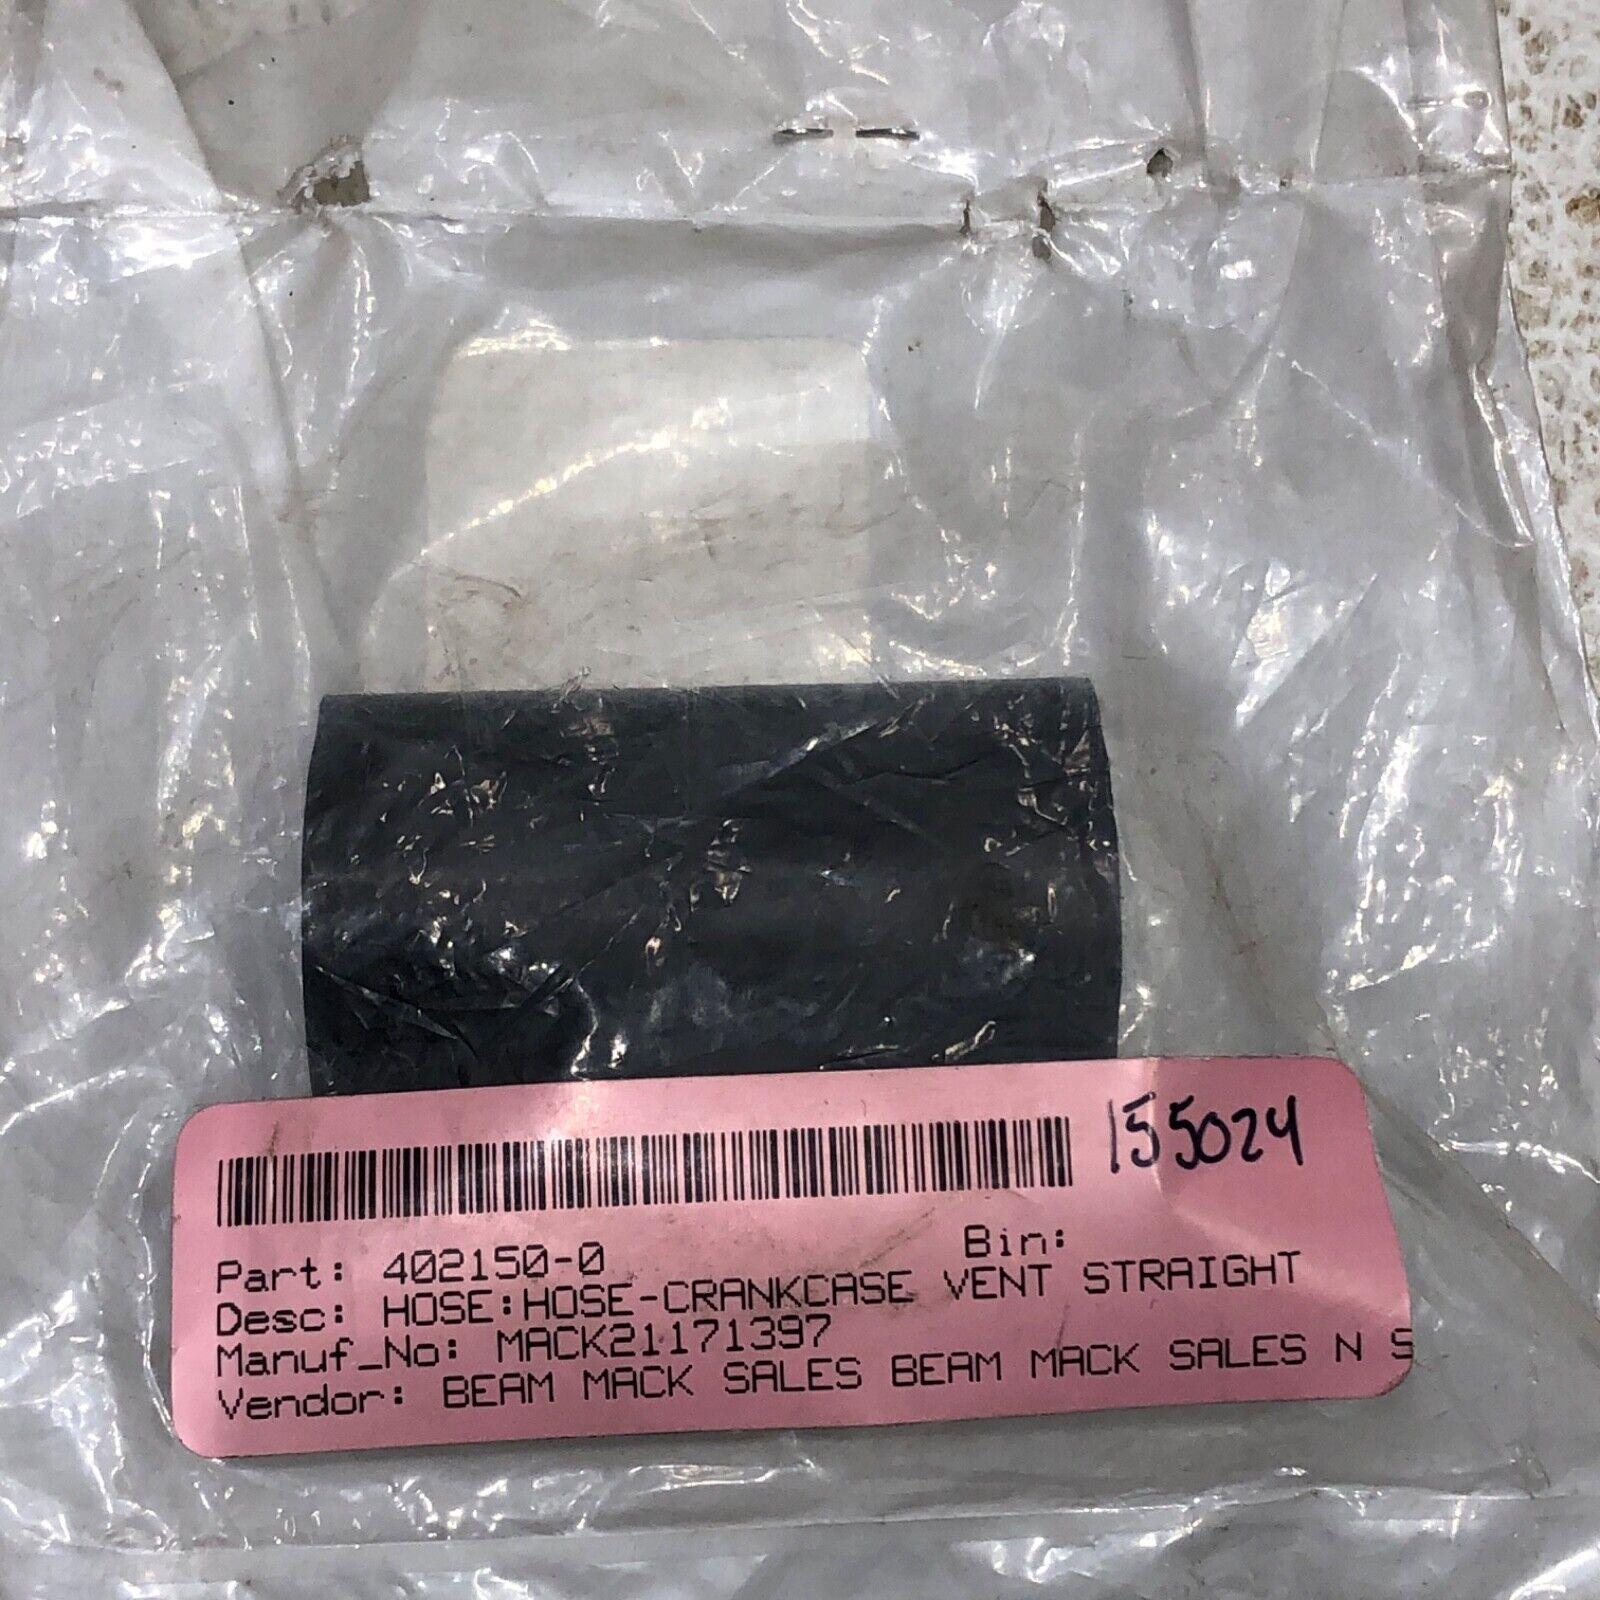 155024
Part: 402150-0 Bin:
Desc: HOSE:HOSE-CRANKCASE VENT STRAIGHT
Manuf_No: MACK21171397
Vendor: BEAM MACK SALES BEAM MACK SALES N S